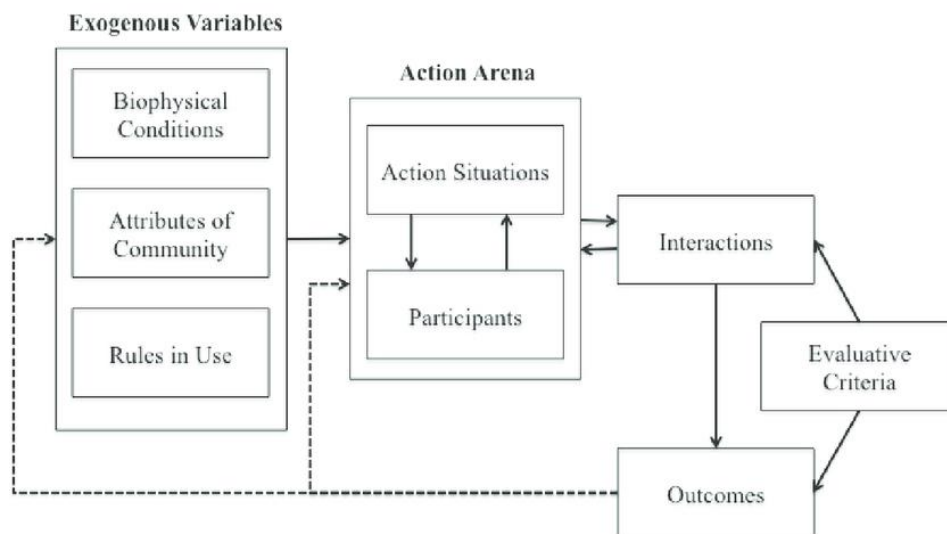 Exogenous Variables
Biophysical
Conditions
Attributes of
Community
Rules in Use
Action Arena
Action Situations
Participants
Interactions
Evaluative
Criteria
Outcomes